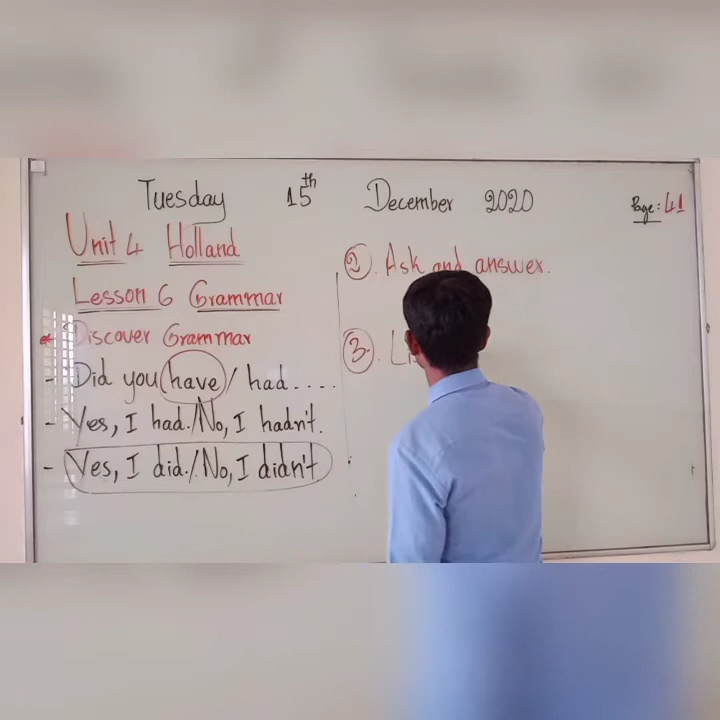 Tuesday 15th December 2020
Page: 41
Unit 4 Holland
Lesson 6 Grammar
* Discover Grammar
- Did you have / had ....
- Yes, I had. / No, I hadn't.
- Yes, I did. / No, I didn't
2. Ask and answer.
3.